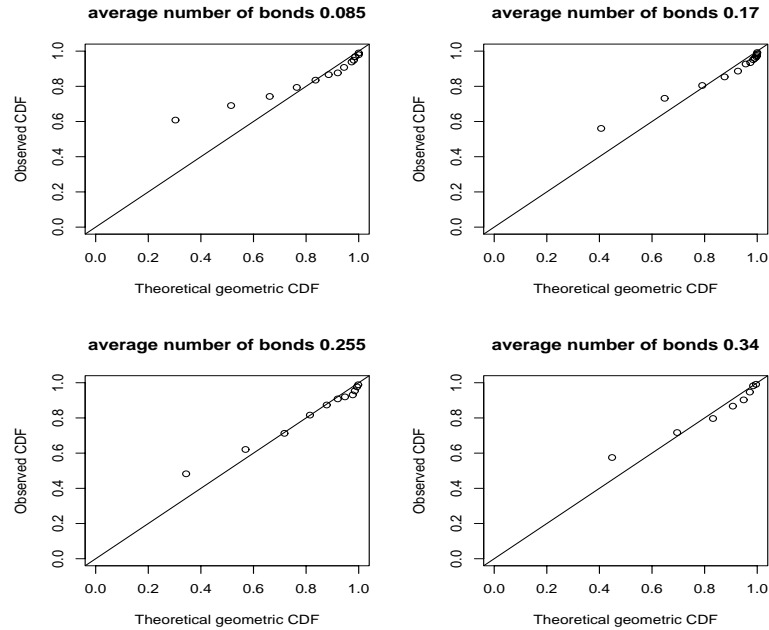 average number of bonds 0.085
Observed CDF
0.0 0.2 0.4 0.6 0.8 1.0
0.0 0.2 0.4 0.6 0.8 1.0
Theoretical geometric CDF
average number of bonds 0.17
Observed CDF
0.0 0.2 0.4 0.6 0.8 1.0
0.0 0.2 0.4 0.6 0.8 1.0
Theoretical geometric CDF
average number of bonds 0.255
Observed CDF
0.0 0.2 0.4 0.6 0.8 1.0
0.0 0.2 0.4 0.6 0.8 1.0
Theoretical geometric CDF
average number of bonds 0.34
Observed CDF
0.0 0.2 0.4 0.6 0.8 1.0
0.0 0.2 0.4 0.6 0.8 1.0
Theoretical geometric CDF